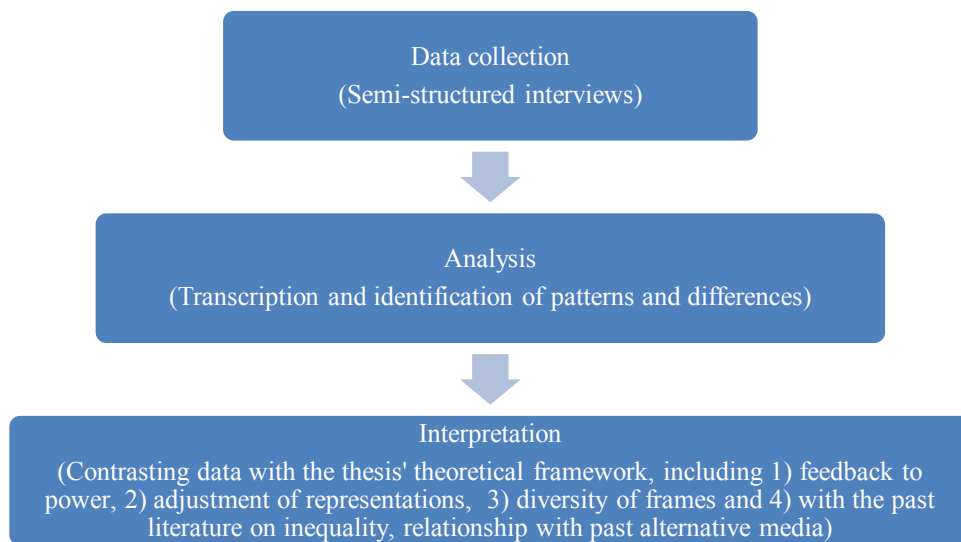 Data collection
(Semi-structured interviews)
Analysis
(Transcription and identification of patterns and differences)
Interpretation
(Contrasting data with the thesis' theoretical framework, including 1) feedback to
power, 2) adjustment of representations, 3) diversity of frames and 4) with the past
literature on inequality, relationship with past alternative media)